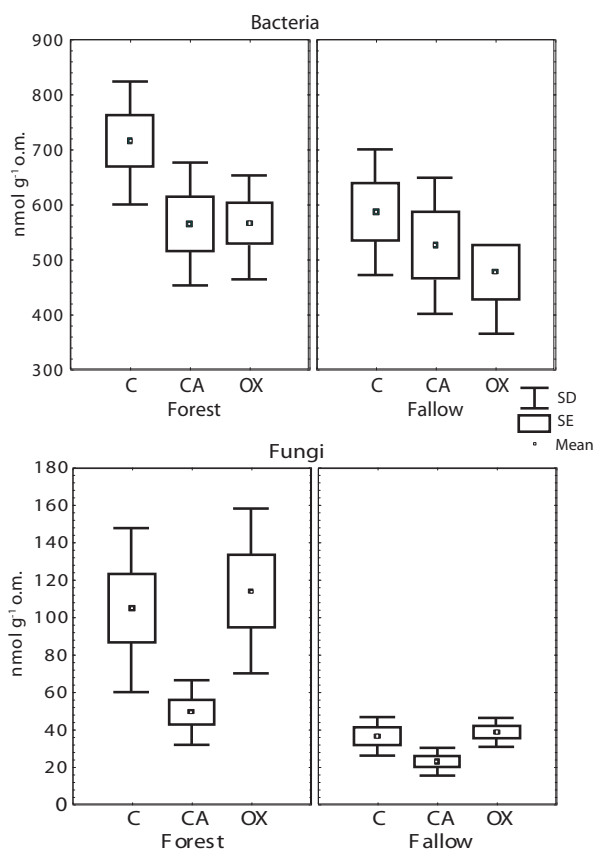 Bacteria
nmol g⁻¹ o.m.
900
800
700
600
500
400
300
C CA OX C CA OX
Forest Fallow
SD
SE
Mean
Fungi
nmol g⁻¹ o.m.
180
160
140
120
100
80
60
40
20
0
C CA OX C CA OX
Forest Fallow